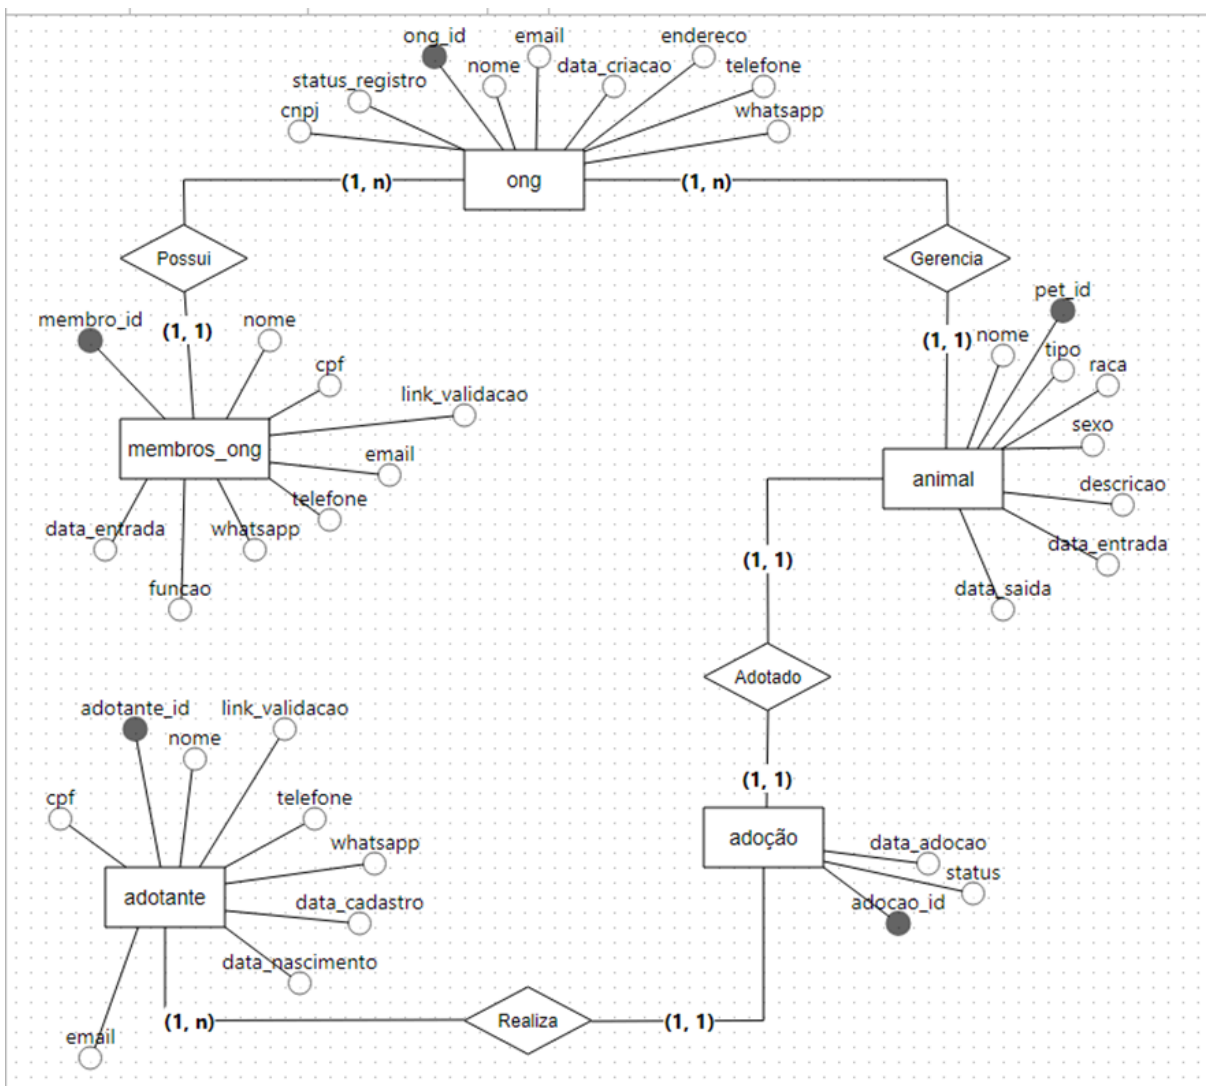 ong_id
email
endereco
status_registro
nome
data_criacao
telefone
cnpj
whatsapp
(1, n)
ong
(1, n)
Possui
Gerencia
pet_id
membro_id
(1, 1)
nome
(1, 1)
nome
tipo
cpf
raca
link_validacao
sexo
membros_ong
email
animal
descricao
telefone
data_entrada
whatsapp
data_entrada
(1, 1)
funcao
data_saida
Adotado
adotante_id
link_validacao
nome
(1, 1)
cpf
telefone
adoção
data_adocao
whatsapp
status
adotante
data_cadastro
adocao_id
data_nascimento
(1, n)
Realiza
(1, 1)
email